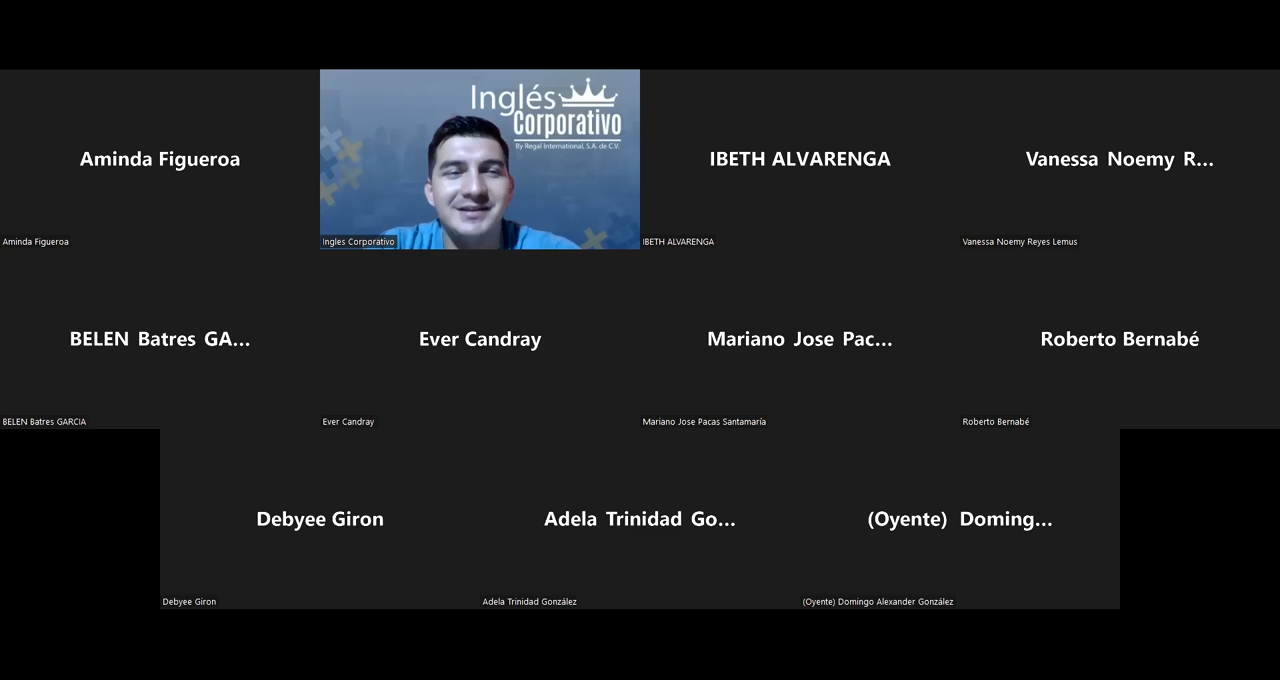 Aminda Figueroa
Aminda Figueroa
Inglés
Corporativo
By Regal International, S.A. de C.V.
Ingles Corporativo
IBETH ALVARENGA
IBETH ALVARENGA
Vanessa Noemy R...
Vanessa Noemy Reyes Lemus
BELEN Batres GA...
BELEN Batres GARCIA
Ever Candray
Ever Candray
Mariano Jose Pac...
Mariano Jose Pacas Santamaría
Roberto Bernabé
Roberto Bernabé
Debyee Giron
Debyee Giron
Adela Trinidad Go...
Adela Trinidad González
(Oyente) Doming...
(Oyente) Domingo Alexander González